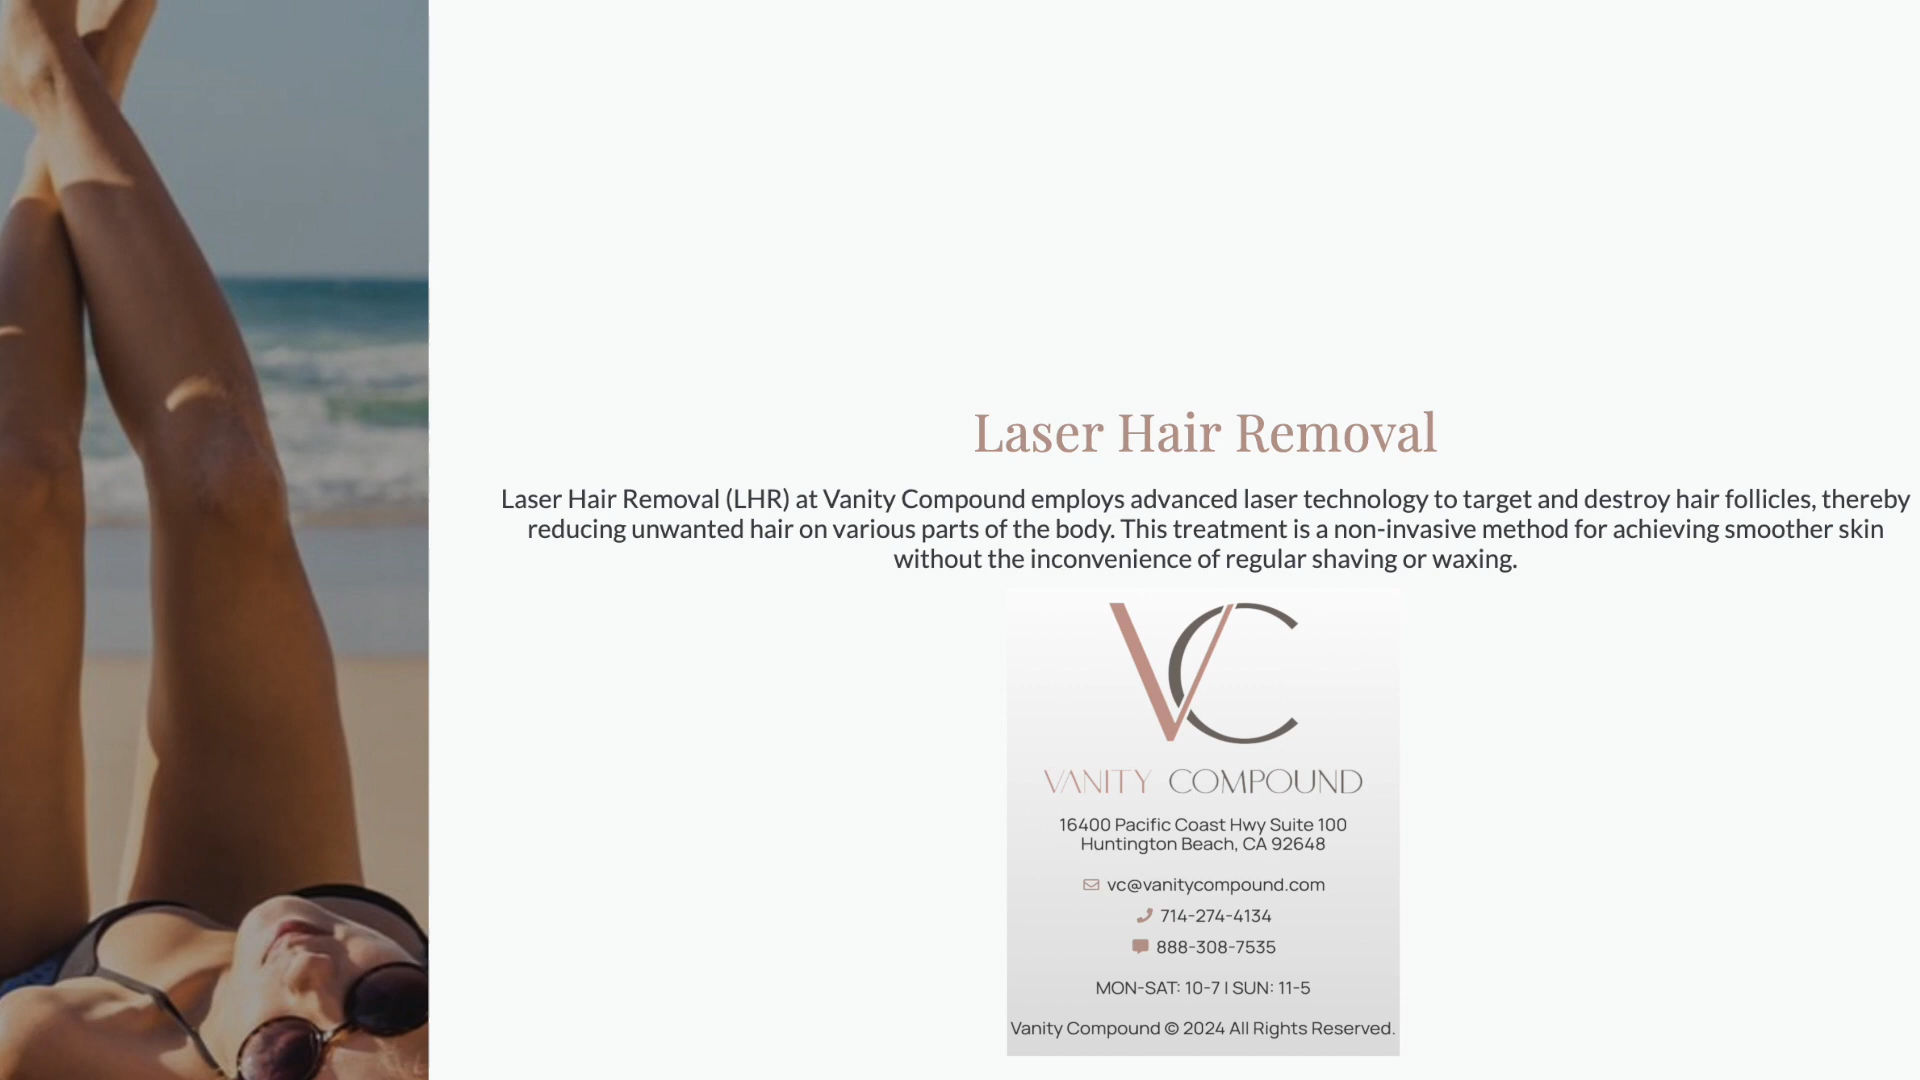 Laser Hair Removal
Laser Hair Removal (LHR) at Vanity Compound employs advanced laser technology to target and destroy hair follicles, thereby
reducing unwanted hair on various parts of the body. This treatment is a non-invasive method for achieving smoother skin
without the inconvenience of regular shaving or waxing.
VC
VANITY COMPOUND
16400 Pacific Coast Hwy Suite 100
Huntington Beach, CA 92648
vc@vanitycompound.com
714-274-4134
888-308-7535
MON-SAT: 10-7 | SUN: 11-5
Vanity Compound © 2024 All Rights Reserved.